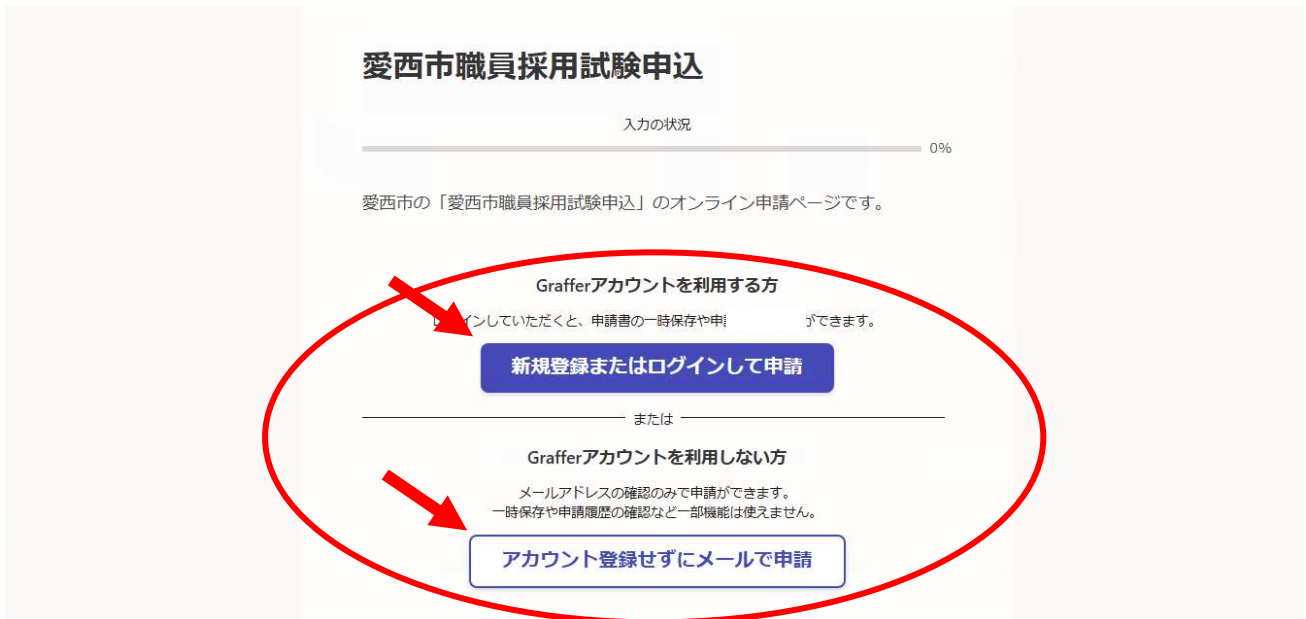 愛西市職員採用試験申込
入力の状況
0%
愛西市の「愛西市職員採用試験申込」のオンライン申請ページです。
Grafferアカウントを利用する方
インしていただくと、申請書の一時保存や申 ができます。
新規登録またはログインして申請
または
Grafferアカウントを利用しない方
メールアドレスの確認のみで申請ができます。
一時保存や申請履歴の確認など一部機能は使えません。
アカウント登録せずにメールで申請